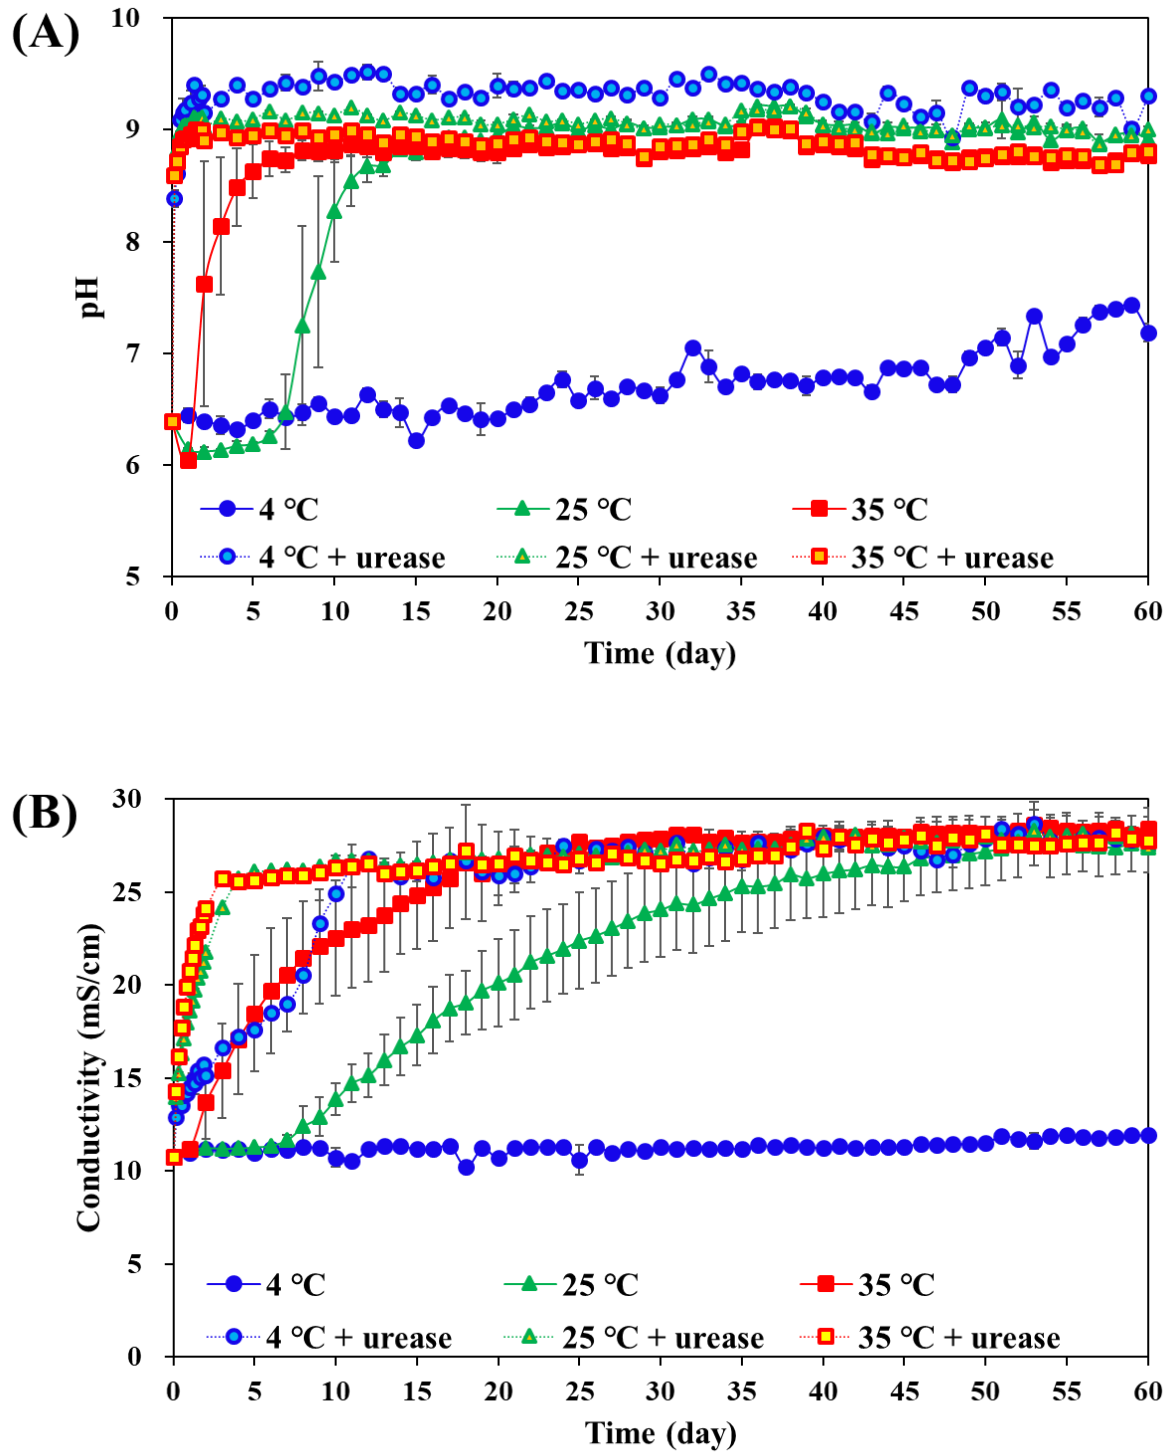 (A)
10
9
8
7
6
5
pH
4 °C
25 °C
35 °C
4 °C + urease
25 °C + urease
35 °C + urease
0 5 10 15 20 25 30 35 40 45 50 55 60
Time (day)
(B)
30
25
20
15
10
5
0
Conductivity (mS/cm)
4 °C
25 °C
35 °C
4 °C + urease
25 °C + urease
35 °C + urease
0 5 10 15 20 25 30 35 40 45 50 55 60
Time (day)